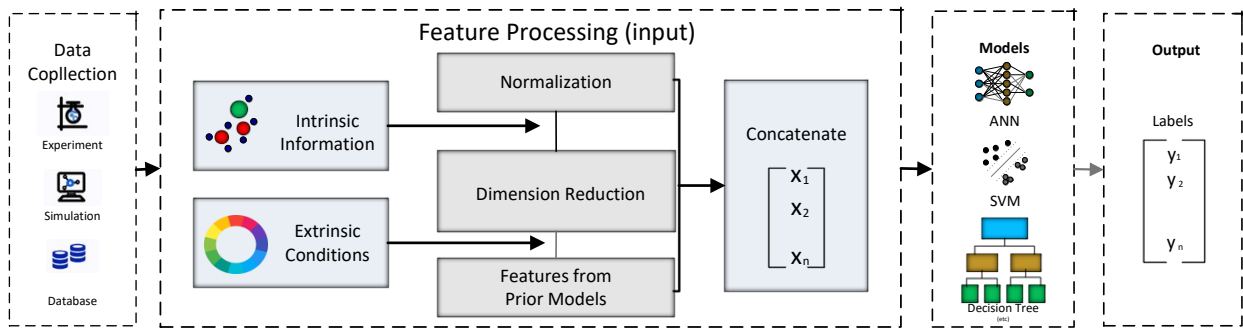 Data
Copllection
Experiment
Simulation
Database
Feature Processing (input)
Intrinsic
Information
Extrinsic
Conditions
Normalization
Dimension Reduction
Features from
Prior Models
Concatenate
x1
x2
xn
Models
ANN
SVM
Decision Tree
(etc)
Output
Labels
y1
y2
yn